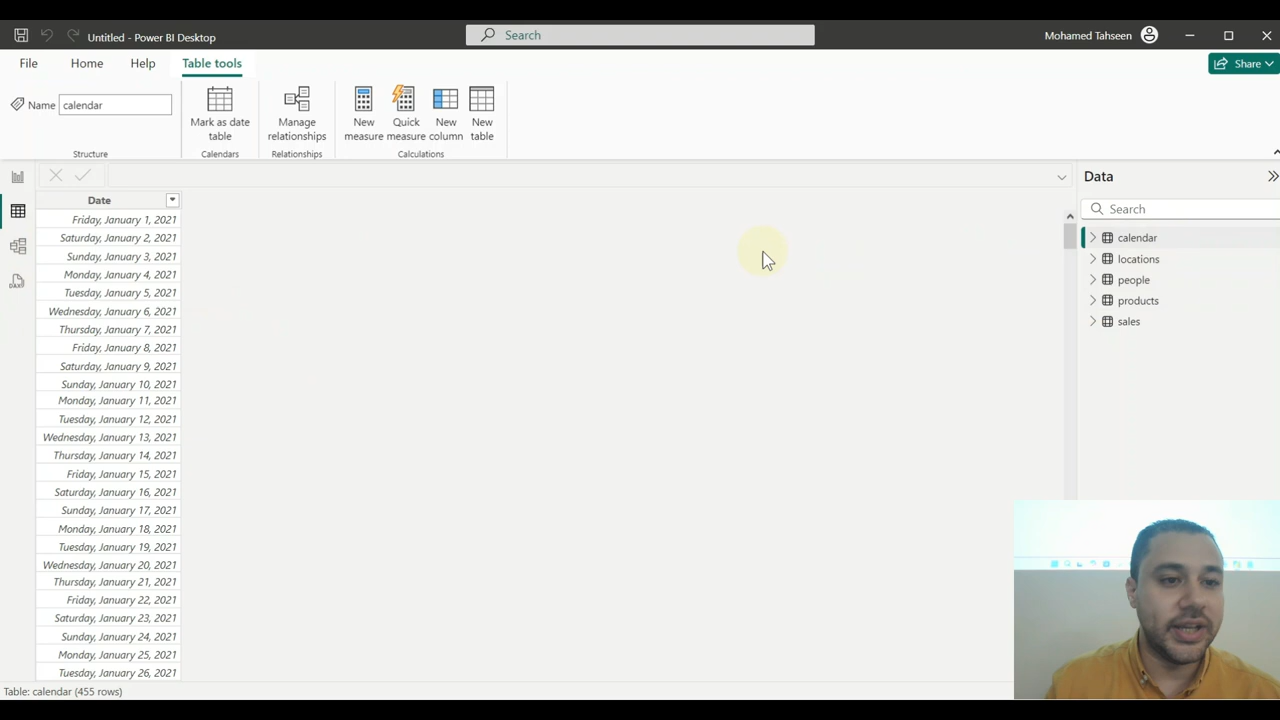 Untitled - Power BI Desktop
Search
Mohamed Tahseen
File
Home
Help
Table tools
Share
Name
calendar
Mark as date
table
Manage
relationships
New
measure
Quick
measure
New
column
New
table
Structure
Calendars
Relationships
Calculations
Date
Friday, January 1, 2021
Saturday, January 2, 2021
Sunday, January 3, 2021
Monday, January 4, 2021
Tuesday, January 5, 2021
Wednesday, January 6, 2021
Thursday, January 7, 2021
Friday, January 8, 2021
Saturday, January 9, 2021
Sunday, January 10, 2021
Monday, January 11, 2021
Tuesday, January 12, 2021
Wednesday, January 13, 2021
Thursday, January 14, 2021
Friday, January 15, 2021
Saturday, January 16, 2021
Sunday, January 17, 2021
Monday, January 18, 2021
Tuesday, January 19, 2021
Wednesday, January 20, 2021
Thursday, January 21, 2021
Friday, January 22, 2021
Saturday, January 23, 2021
Sunday, January 24, 2021
Monday, January 25, 2021
Tuesday, January 26, 2021
Data
Search
calendar
locations
people
products
sales
Table: calendar (455 rows)